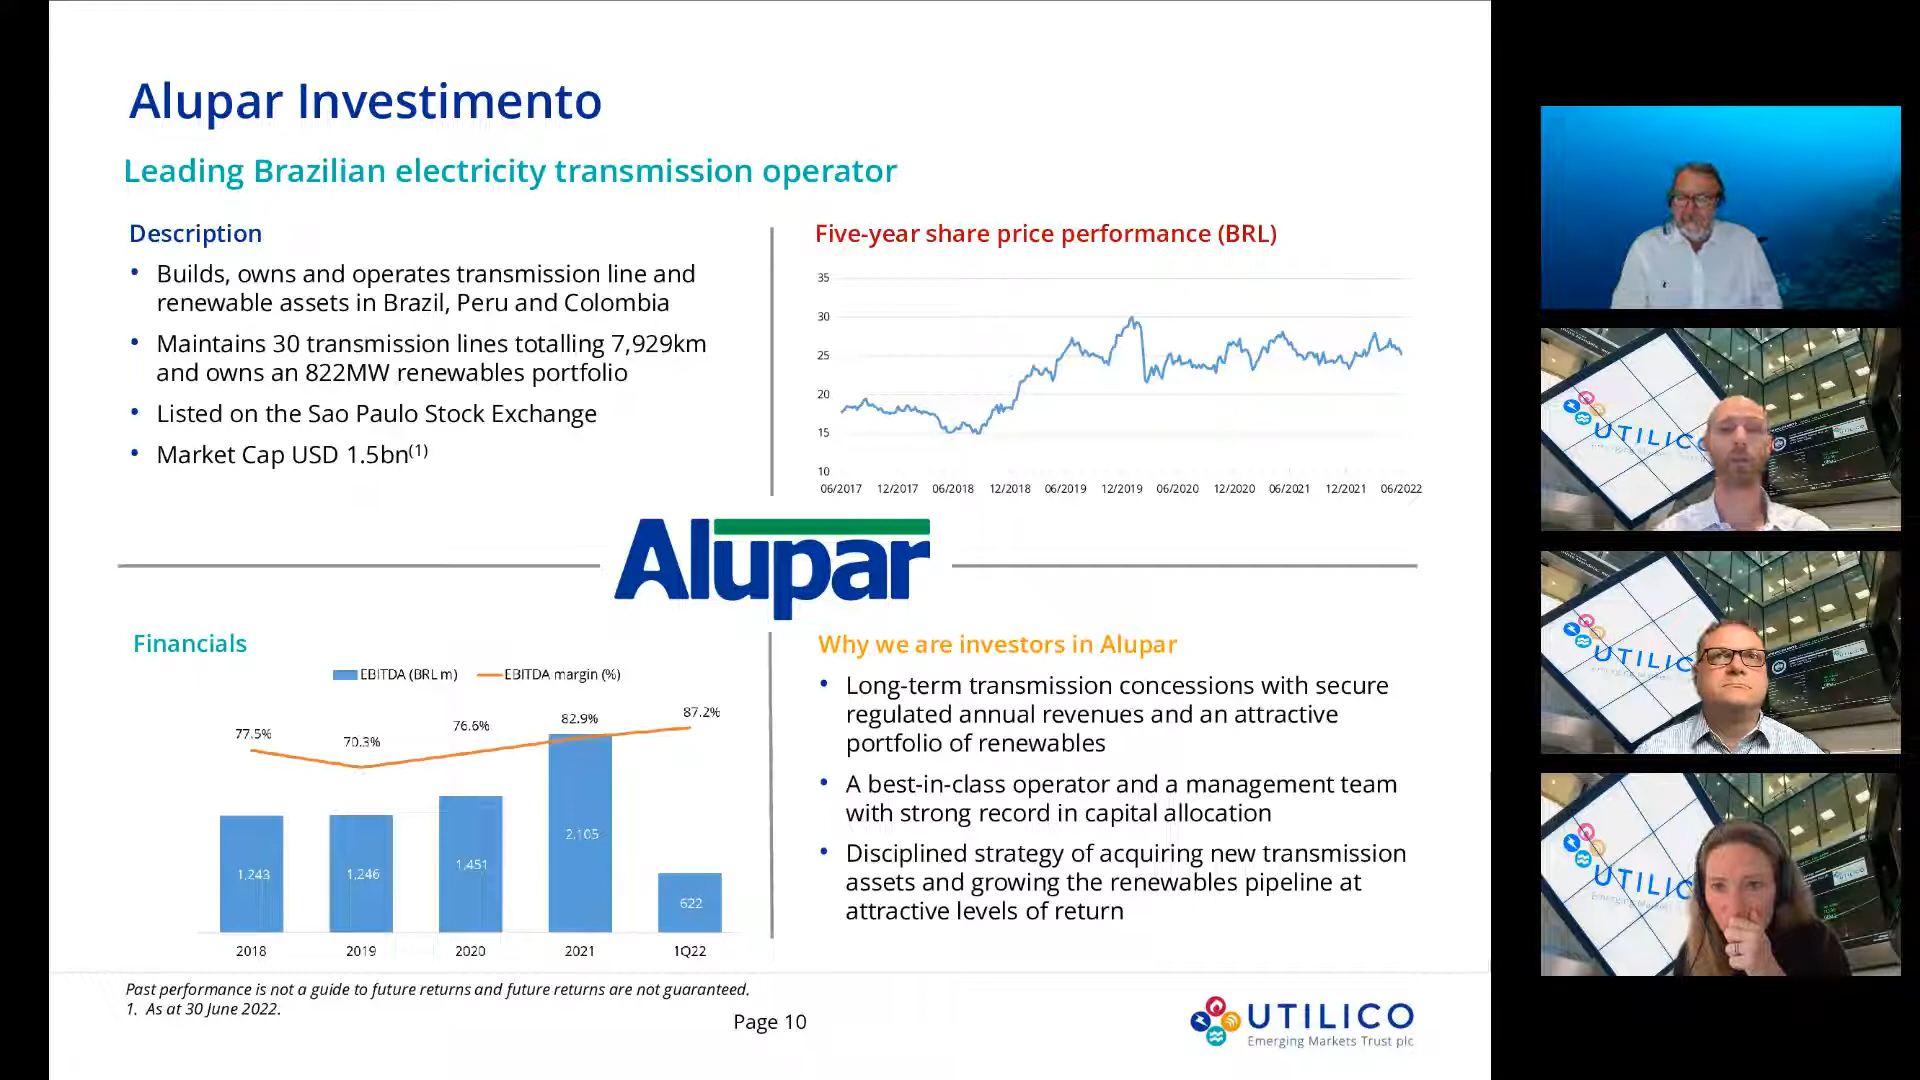 Alupar Investimento
Leading Brazilian electricity transmission operator
Description
• Builds, owns and operates transmission line and
renewable assets in Brazil, Peru and Colombia
• Maintains 30 transmission lines totalling 7,929km
and owns an 822MW renewables portfolio
• Listed on the Sao Paulo Stock Exchange
• Market Cap USD 1.5bn(1)
Five-year share price performance (BRL)
35
30
25
20
15
10
06/2017 12/2017 06/2018 12/2018 06/2019 12/2019 06/2020 12/2020 06/2021 12/2021 06/2022
Alupar
Financials
EBITDA (BRL m) EBITDA margin (%)
77.5% 70.3% 76.6% 82.9% 87.2%
1,243 1,246 1,451 2,105 622
2018 2019 2020 2021 1Q22
Why we are investors in Alupar
• Long-term transmission concessions with secure
regulated annual revenues and an attractive
portfolio of renewables
• A best-in-class operator and a management team
with strong record in capital allocation
• Disciplined strategy of acquiring new transmission
assets and growing the renewables pipeline at
attractive levels of return
Past performance is not a guide to future returns and future returns are not guaranteed.
1. As at 30 June 2022.
Page 10
UTILICO
Emerging Markets Trust plc
UTILICO
UTILIC
UTILIC